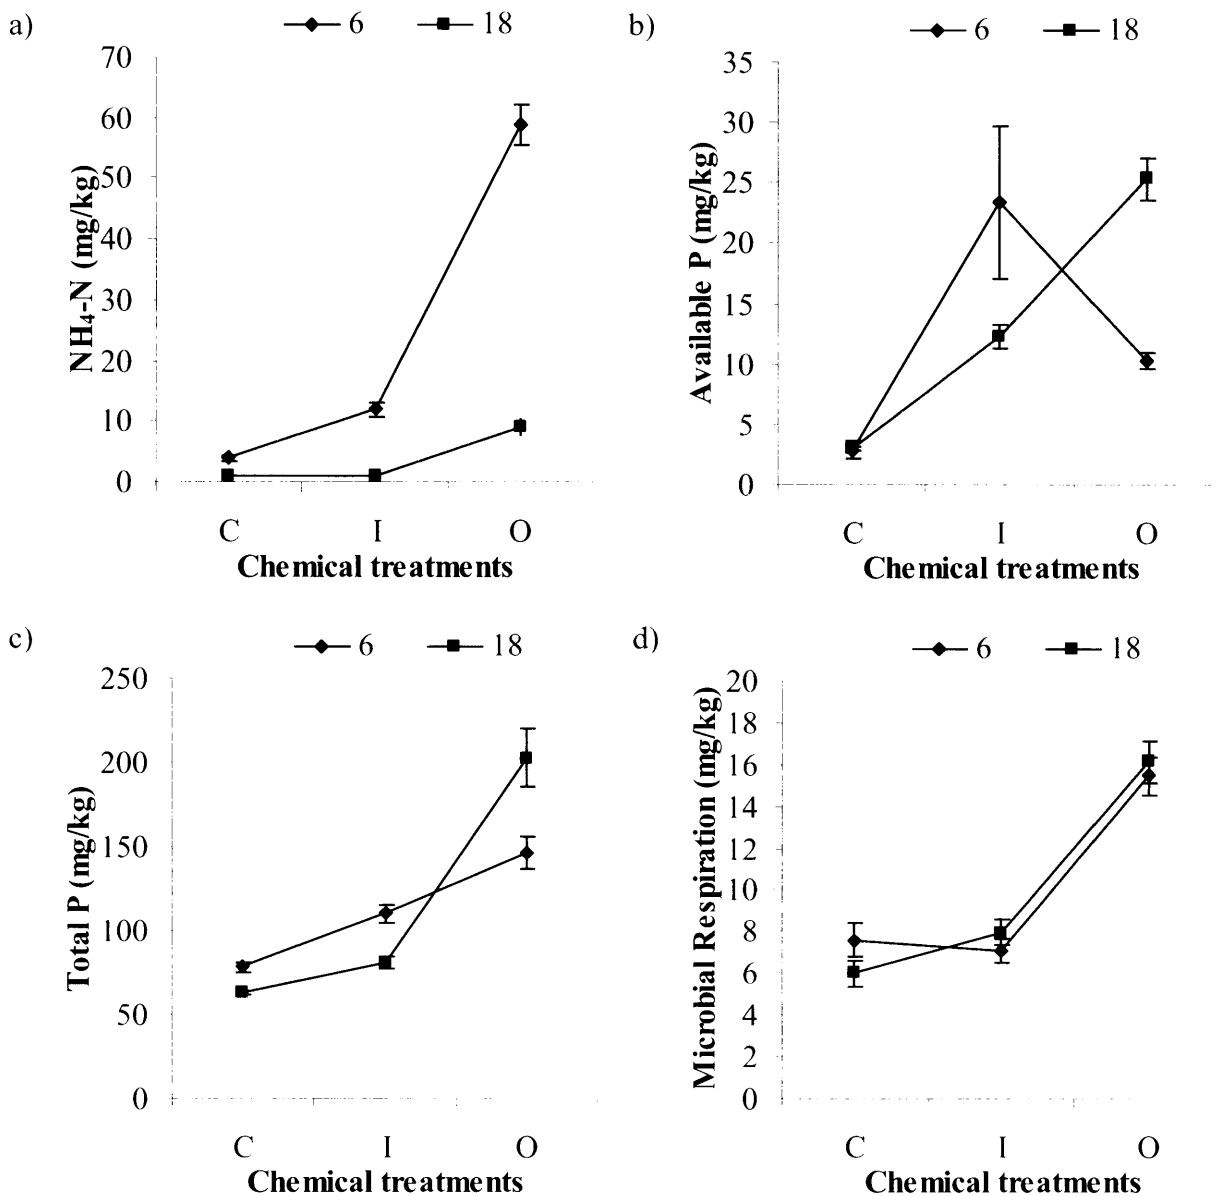 a)
6 18
70
60
50
40
30
20
10
0
NH₄-N (mg/kg)
C I O
Chemical treatments
b)
6 18
35
30
25
20
15
10
5
0
Available P (mg/kg)
C I O
Chemical treatments
c)
6 18
250
200
150
100
50
0
Total P (mg/kg)
C I O
Chemical treatments
d)
6 18
20
18
16
14
12
10
8
6
4
2
0
Microbial Respiration (mg/kg)
C I O
Chemical treatments